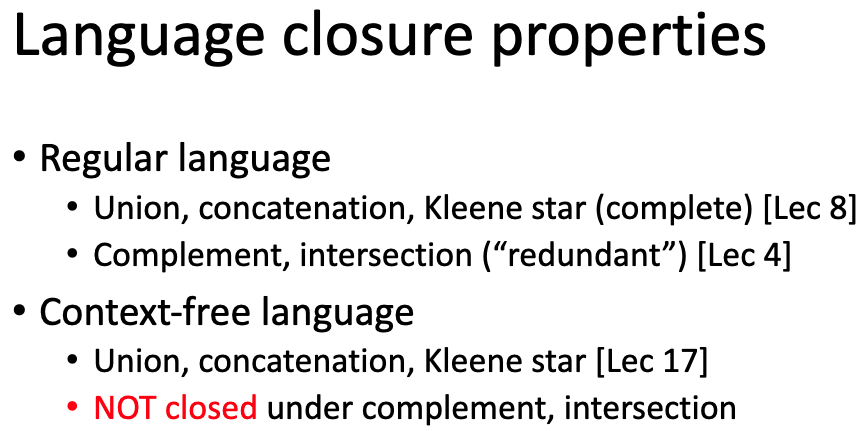 Language closure properties
• Regular language
• Union, concatenation, Kleene star (complete) [Lec 8]
• Complement, intersection (“redundant”) [Lec 4]
• Context-free language
• Union, concatenation, Kleene star [Lec 17]
• NOT closed under complement, intersection